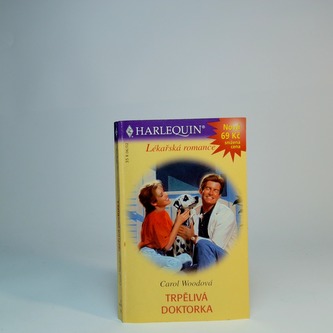 HARLEQUIN®
Nově
69 Kč
snížená
cena
Lékařská romance
Carol Woodová
TRPĚLIVÁ
DOKTORKA